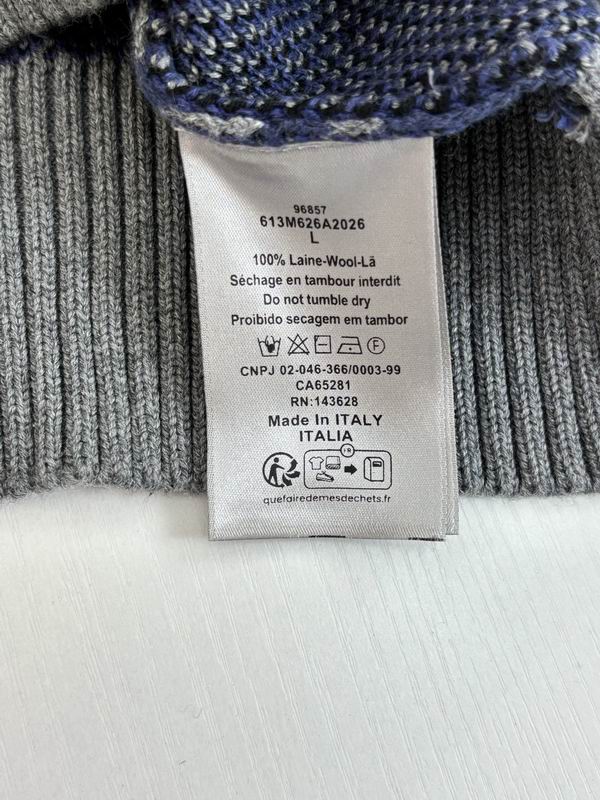 96857
613M626A2026
L
100% Laine-Wool-Lã
Séchage en tambour interdit
Do not tumble dry
Proibido secagem em tambor
F
CNPJ 02-046-366/0003-99
CA65281
RN:143628
Made In ITALY
ITALIA
FR
quefairedemesdechets.fr